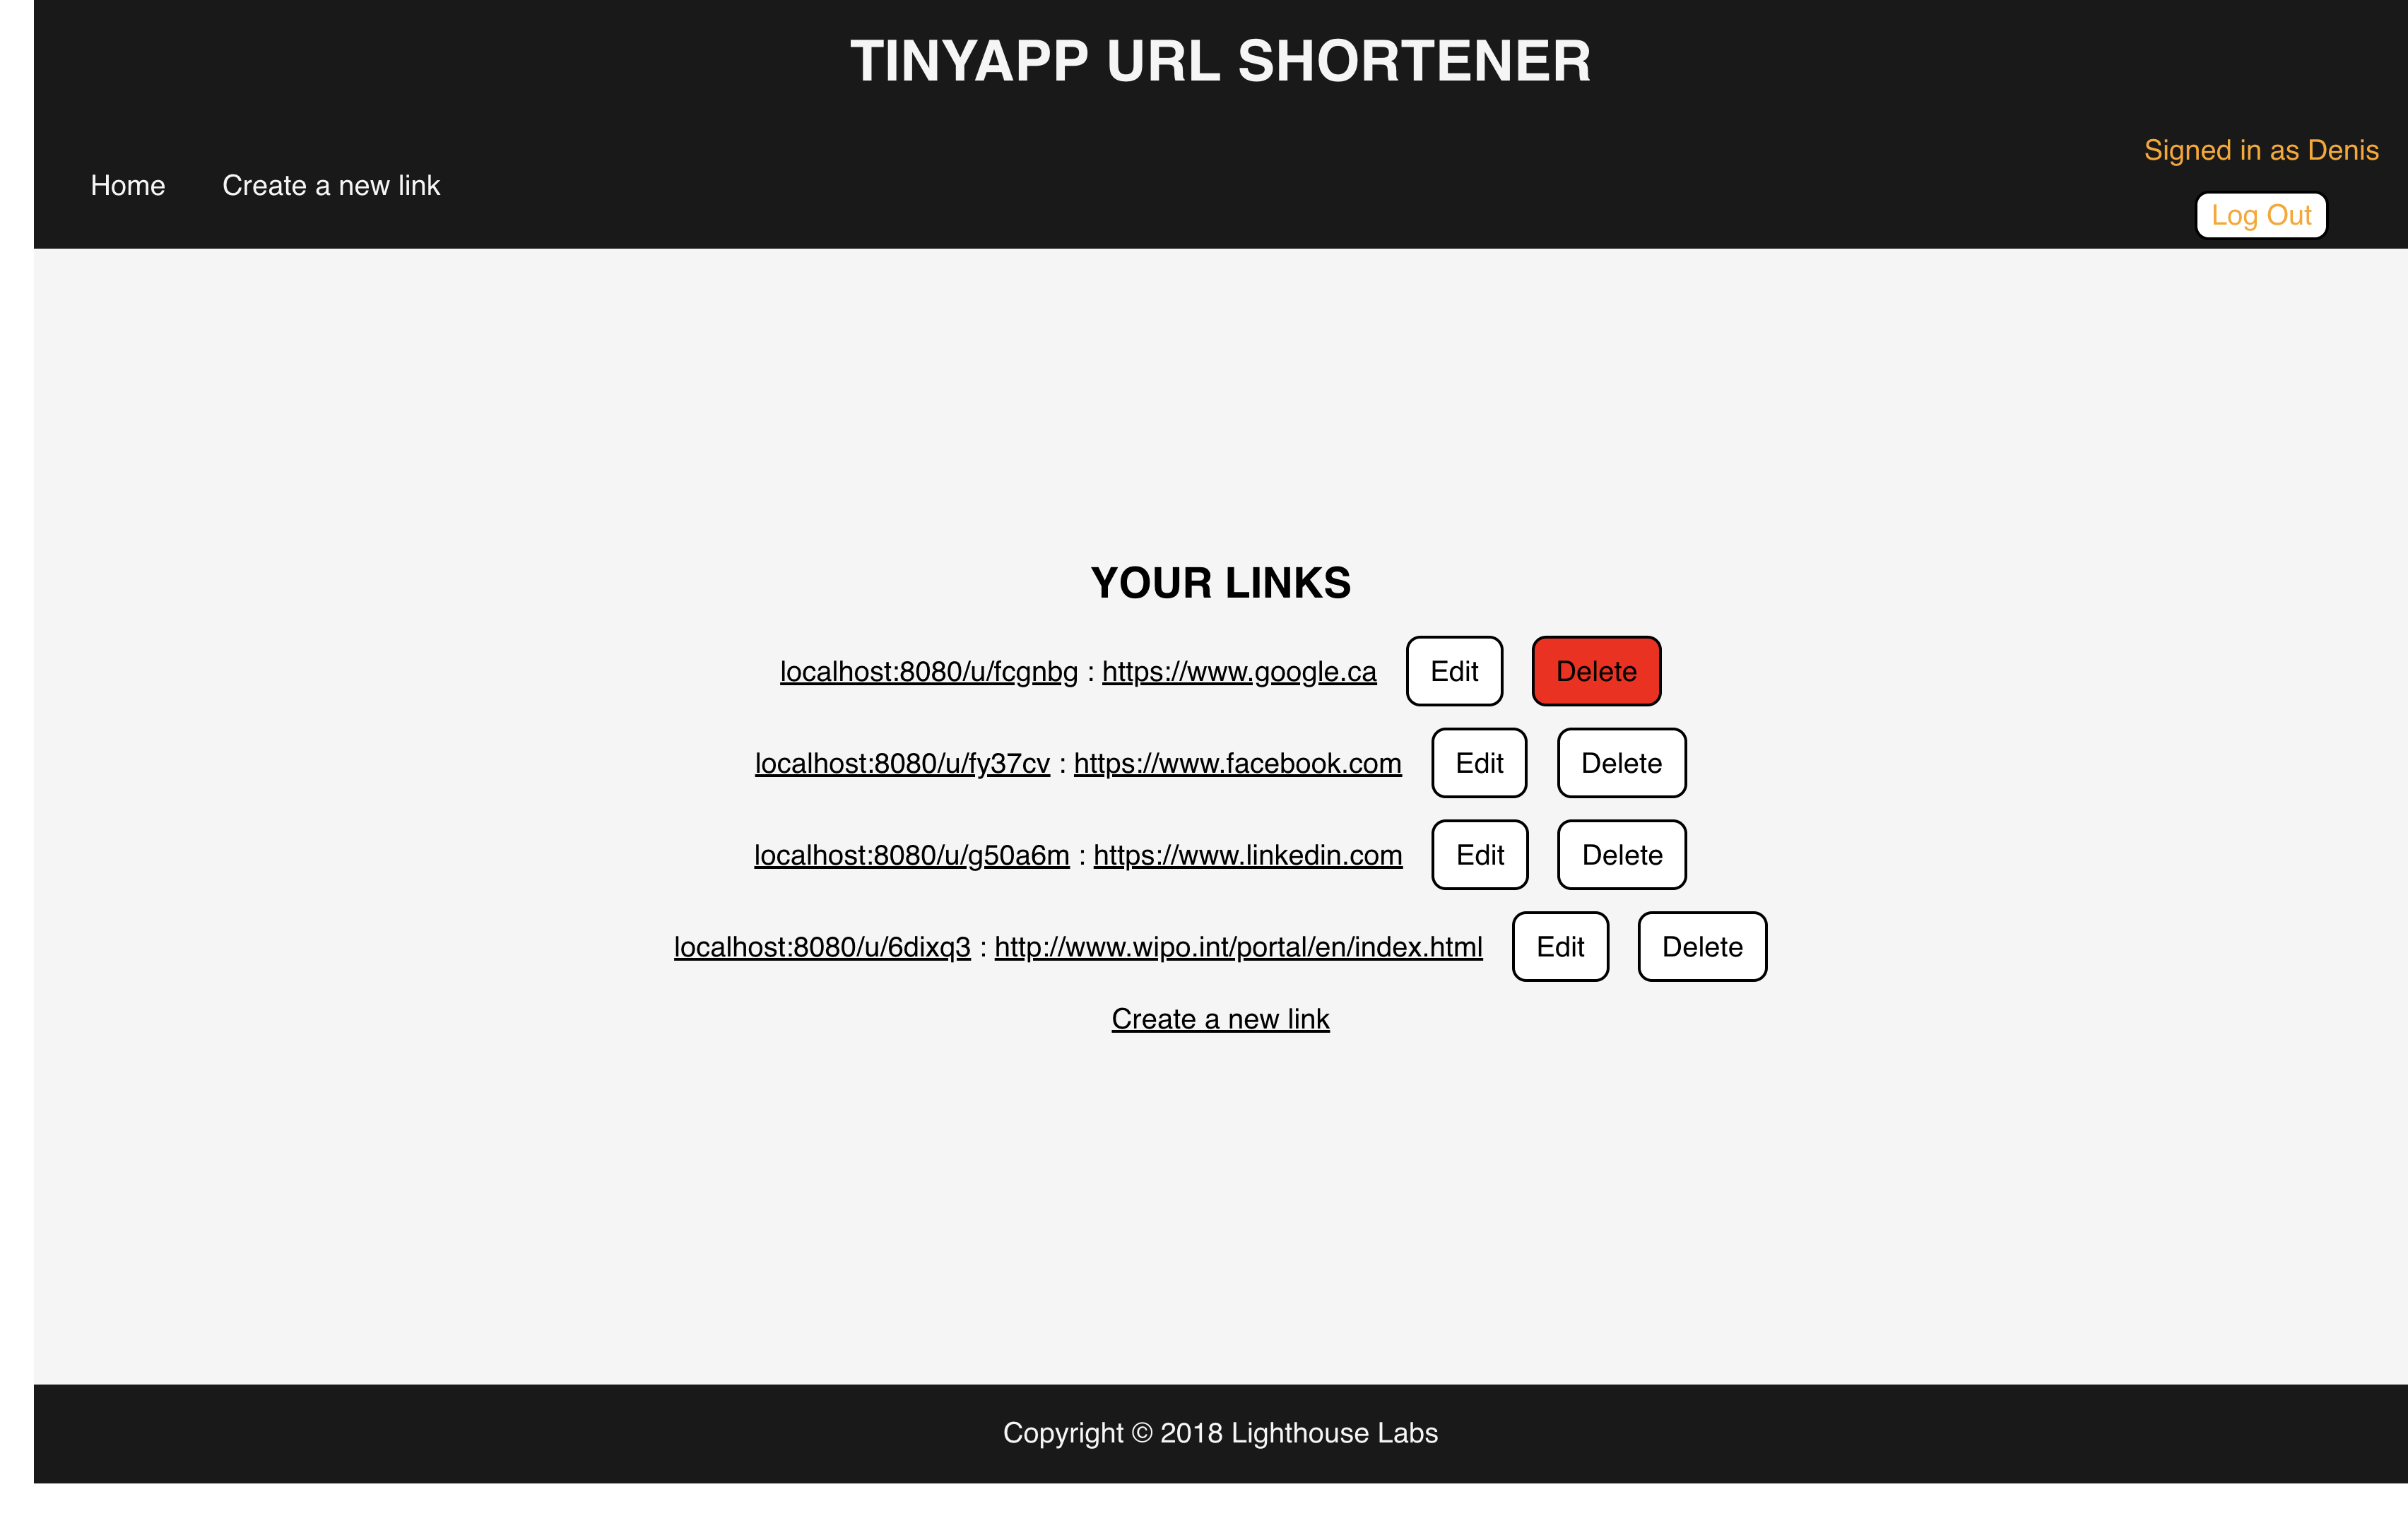 TINYAPP URL SHORTENER
Signed in as Denis
Home Create a new link
Log Out
YOUR LINKS
localhost:8080/u/fcgnbg : https://www.google.ca Edit Delete
localhost:8080/u/fy37cv : https://www.facebook.com Edit Delete
localhost:8080/u/g50a6m : https://www.linkedin.com Edit Delete
localhost:8080/u/6dixq3 : http://www.wipo.int/portal/en/index.html Edit Delete
Create a new link
Copyright © 2018 Lighthouse Labs